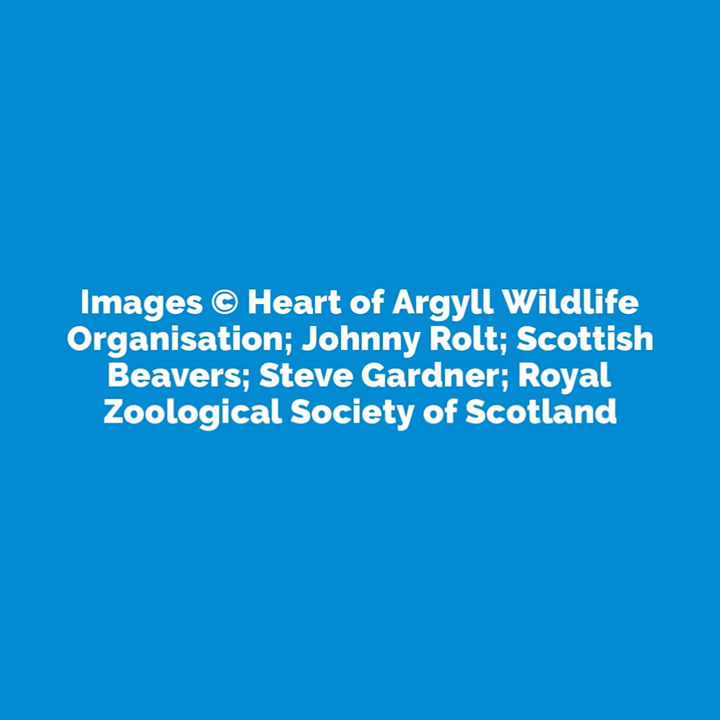 Images © Heart of Argyll Wildlife
Organisation; Johnny Rolt; Scottish
Beavers; Steve Gardner; Royal
Zoological Society of Scotland